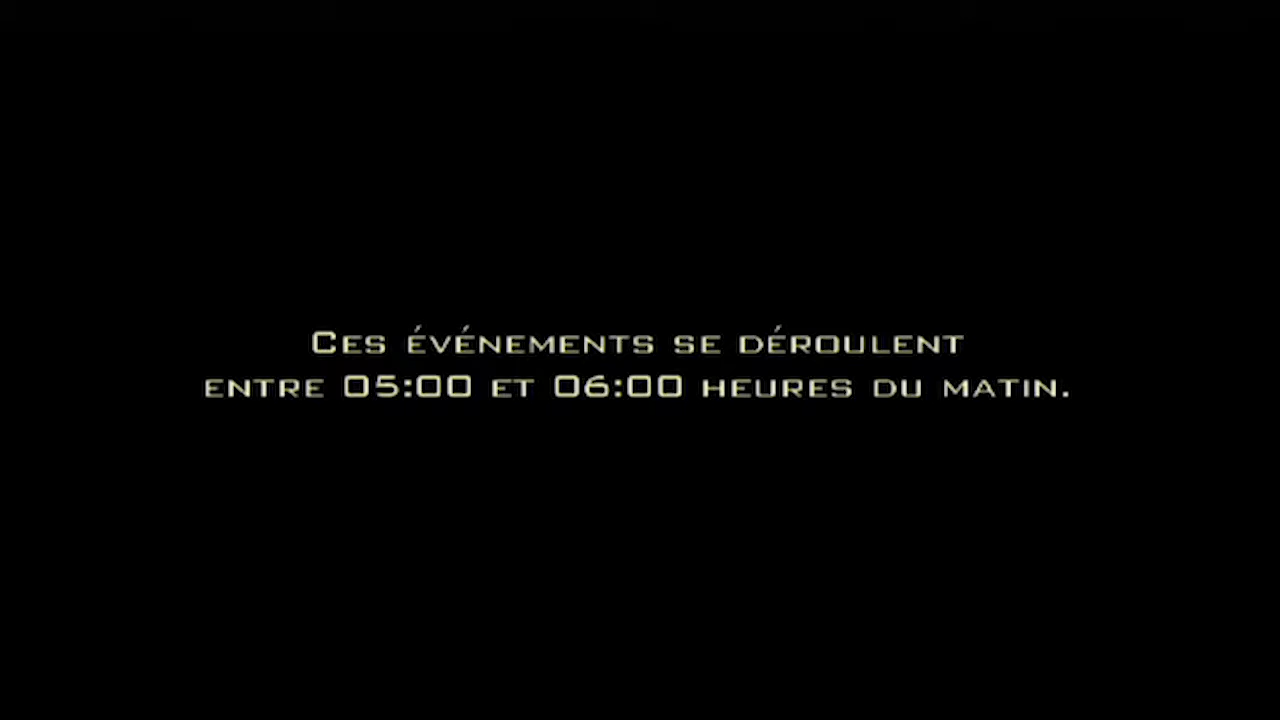 Ces événements se déroulent
entre 05:00 et 06:00 heures du matin.